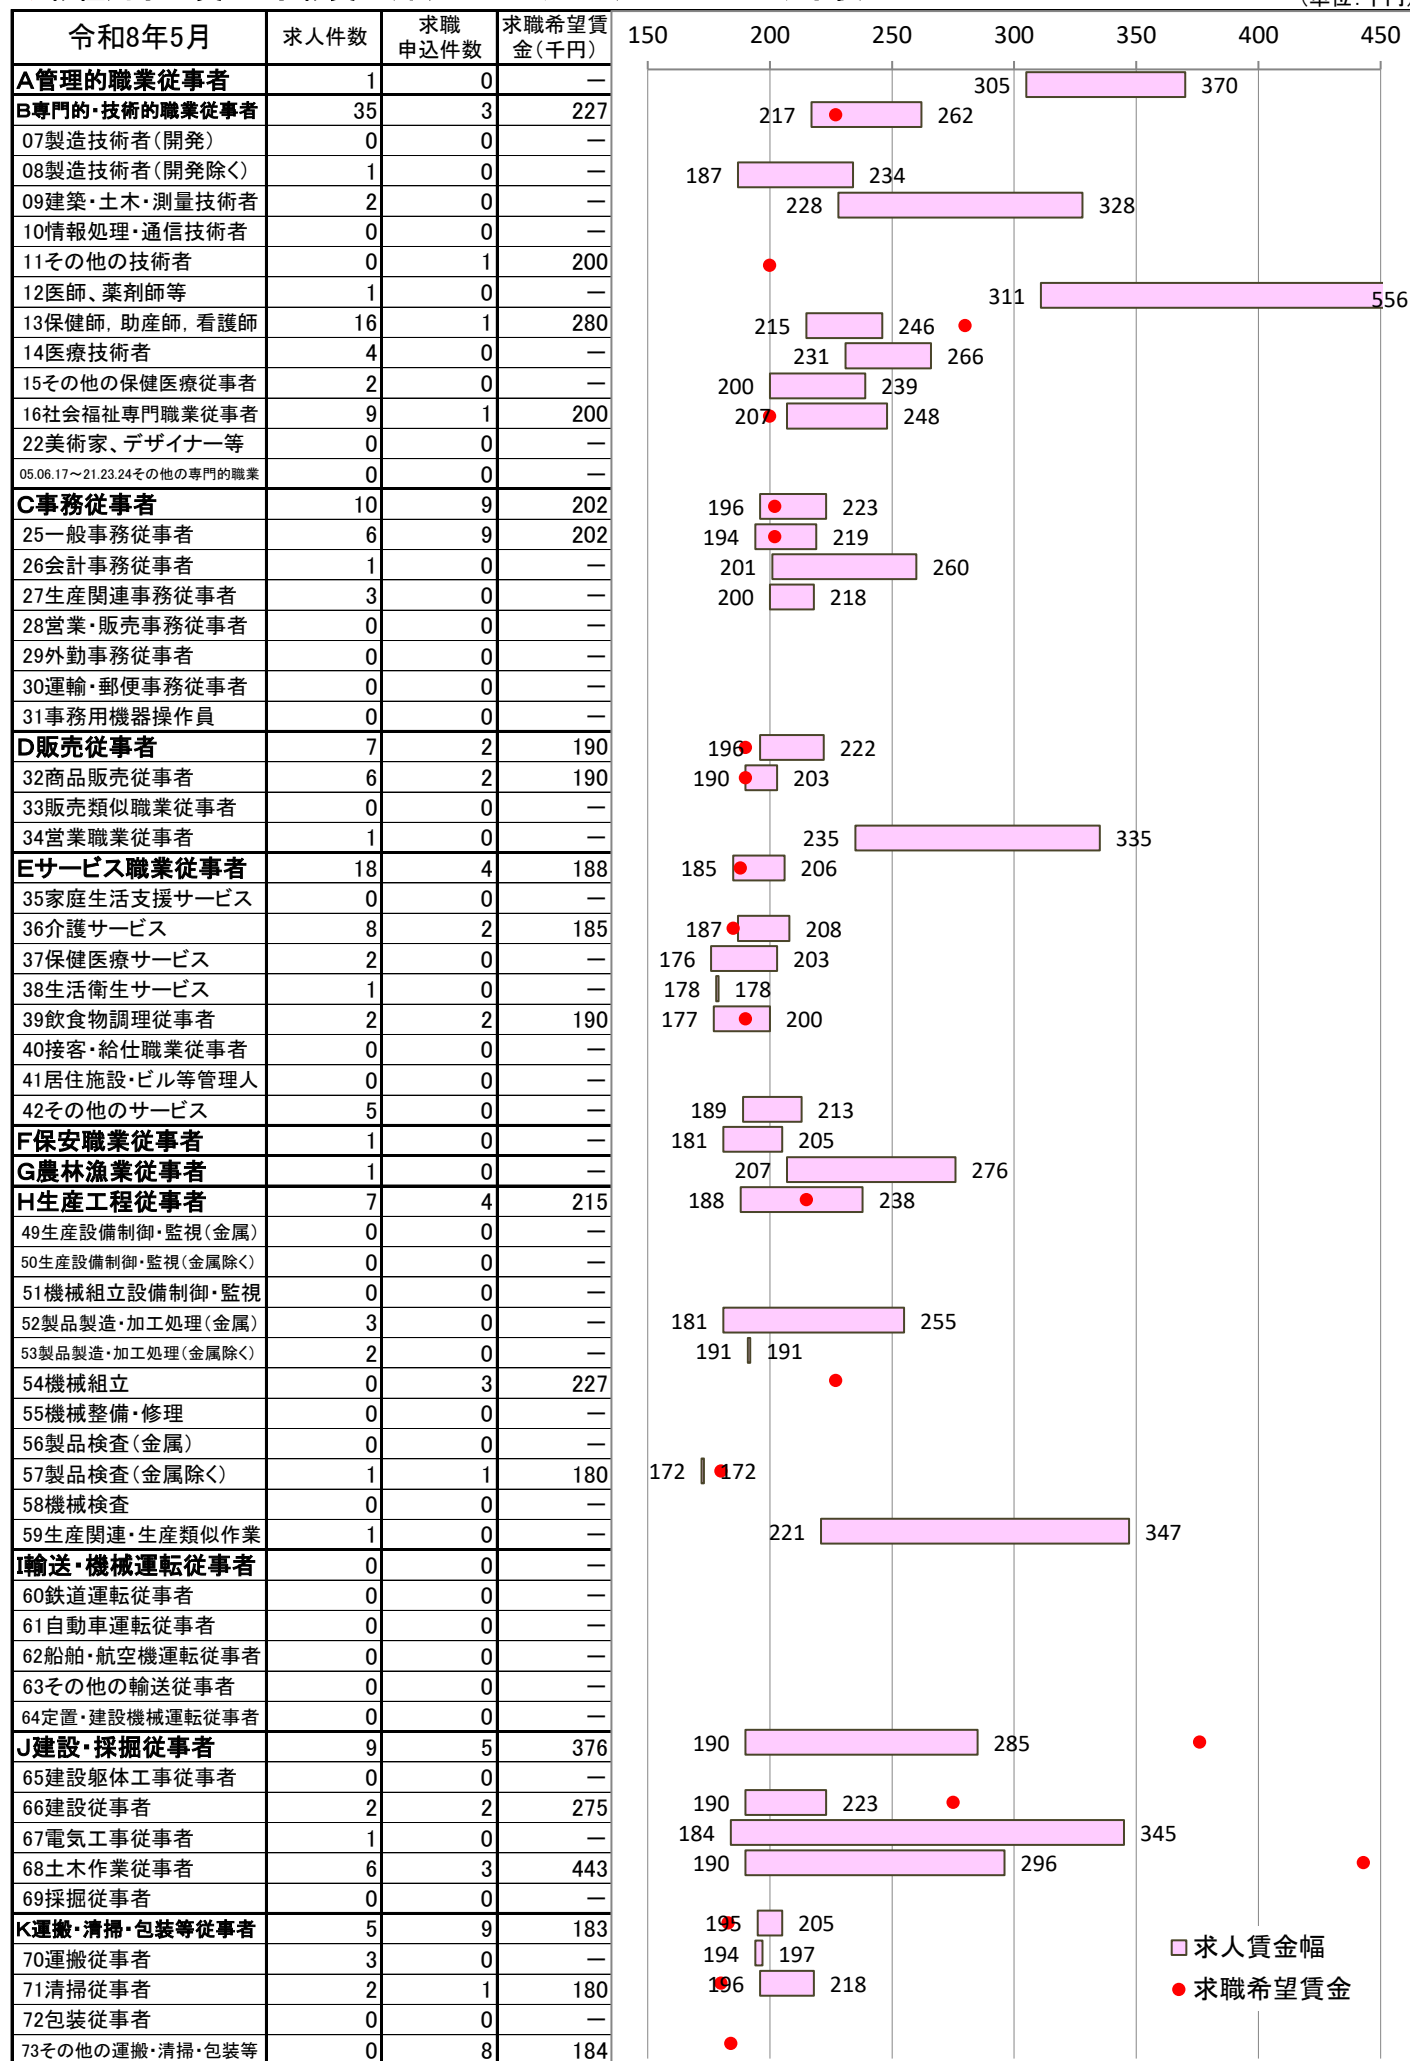 (単位:千円)
令和8年5月 求人件数 求職申込件数 求職希望賃金(千円) 150 200 250 300 350 400 450
A管理的職業従事者 1 0 － 305 370
B専門的・技術的職業従事者 35 3 227 217 262
07製造技術者(開発) 0 0 －
08製造技術者(開発除く) 1 0 － 187 234
09建築・土木・測量技術者 2 0 － 228 328
10情報処理・通信技術者 0 0 －
11その他の技術者 0 1 200
12医師、薬剤師等 1 0 － 311 556
13保健師, 助産師, 看護師 16 1 280 215 246
14医療技術者 4 0 － 231 266
15その他の保健医療従事者 2 0 － 200 239
16社会福祉専門職業従事者 9 1 200 207 248
22美術家、デザイナー等 0 0 －
05.06.17～21.23.24その他の専門的職業 0 0 －
C事務従事者 10 9 202 196 223
25一般事務従事者 6 9 202 194 219
26会計事務従事者 1 0 － 201 260
27生産関連事務従事者 3 0 － 200 218
28営業・販売事務従事者 0 0 －
29外勤事務従事者 0 0 －
30運輸・郵便事務従事者 0 0 －
31事務用機器操作員 0 0 －
D販売従事者 7 2 190 196 222
32商品販売従事者 6 2 190 190 203
33販売類似職業従事者 0 0 －
34営業職業従事者 1 0 － 235 335
Eサービス職業従事者 18 4 188 185 206
35家庭生活支援サービス 0 0 －
36介護サービス 8 2 185 187 208
37保健医療サービス 2 0 － 176 203
38生活衛生サービス 1 0 － 178 178
39飲食物調理従事者 2 2 190 177 200
40接客・給仕職業従事者 0 0 －
41居住施設・ビル等管理人 0 0 －
42その他のサービス 5 0 － 189 213
F保安職業従事者 1 0 － 181 205
G農林漁業従事者 1 0 － 207 276
H生産工程従事者 7 4 215 188 238
49生産設備制御・監視(金属) 0 0 －
50生産設備制御・監視(金属除く) 0 0 －
51機械組立設備制御・監視 0 0 －
52製品製造・加工処理(金属) 3 0 － 181 255
53製品製造・加工処理(金属除く) 2 0 － 191 191
54機械組立 0 3 227
55機械整備・修理 0 0 －
56製品検査(金属) 0 0 －
57製品検査(金属除く) 1 1 180 172 172
58機械検査 0 0 －
59生産関連・生産類似作業 1 0 － 221 347
I輸送・機械運転従事者 0 0 －
60鉄道運転従事者 0 0 －
61自動車運転従事者 0 0 －
62船舶・航空機運転従事者 0 0 －
63その他の輸送従事者 0 0 －
64定置・建設機械運転従事者 0 0 －
J建設・採掘従事者 9 5 376 190 285
65建設躯体工事従事者 0 0 －
66建設従事者 2 2 275 190 223
67電気工事従事者 1 0 － 184 345
68土木作業従事者 6 3 443 190 296
69採掘従事者 0 0 －
K運搬・清掃・包装等従事者 5 9 183 195 205
70運搬従事者 3 0 － 194 197
71清掃従事者 2 1 180 196 218
72包装従事者 0 0 －
73その他の運搬・清掃・包装等 0 8 184
求人賃金幅
求職希望賃金